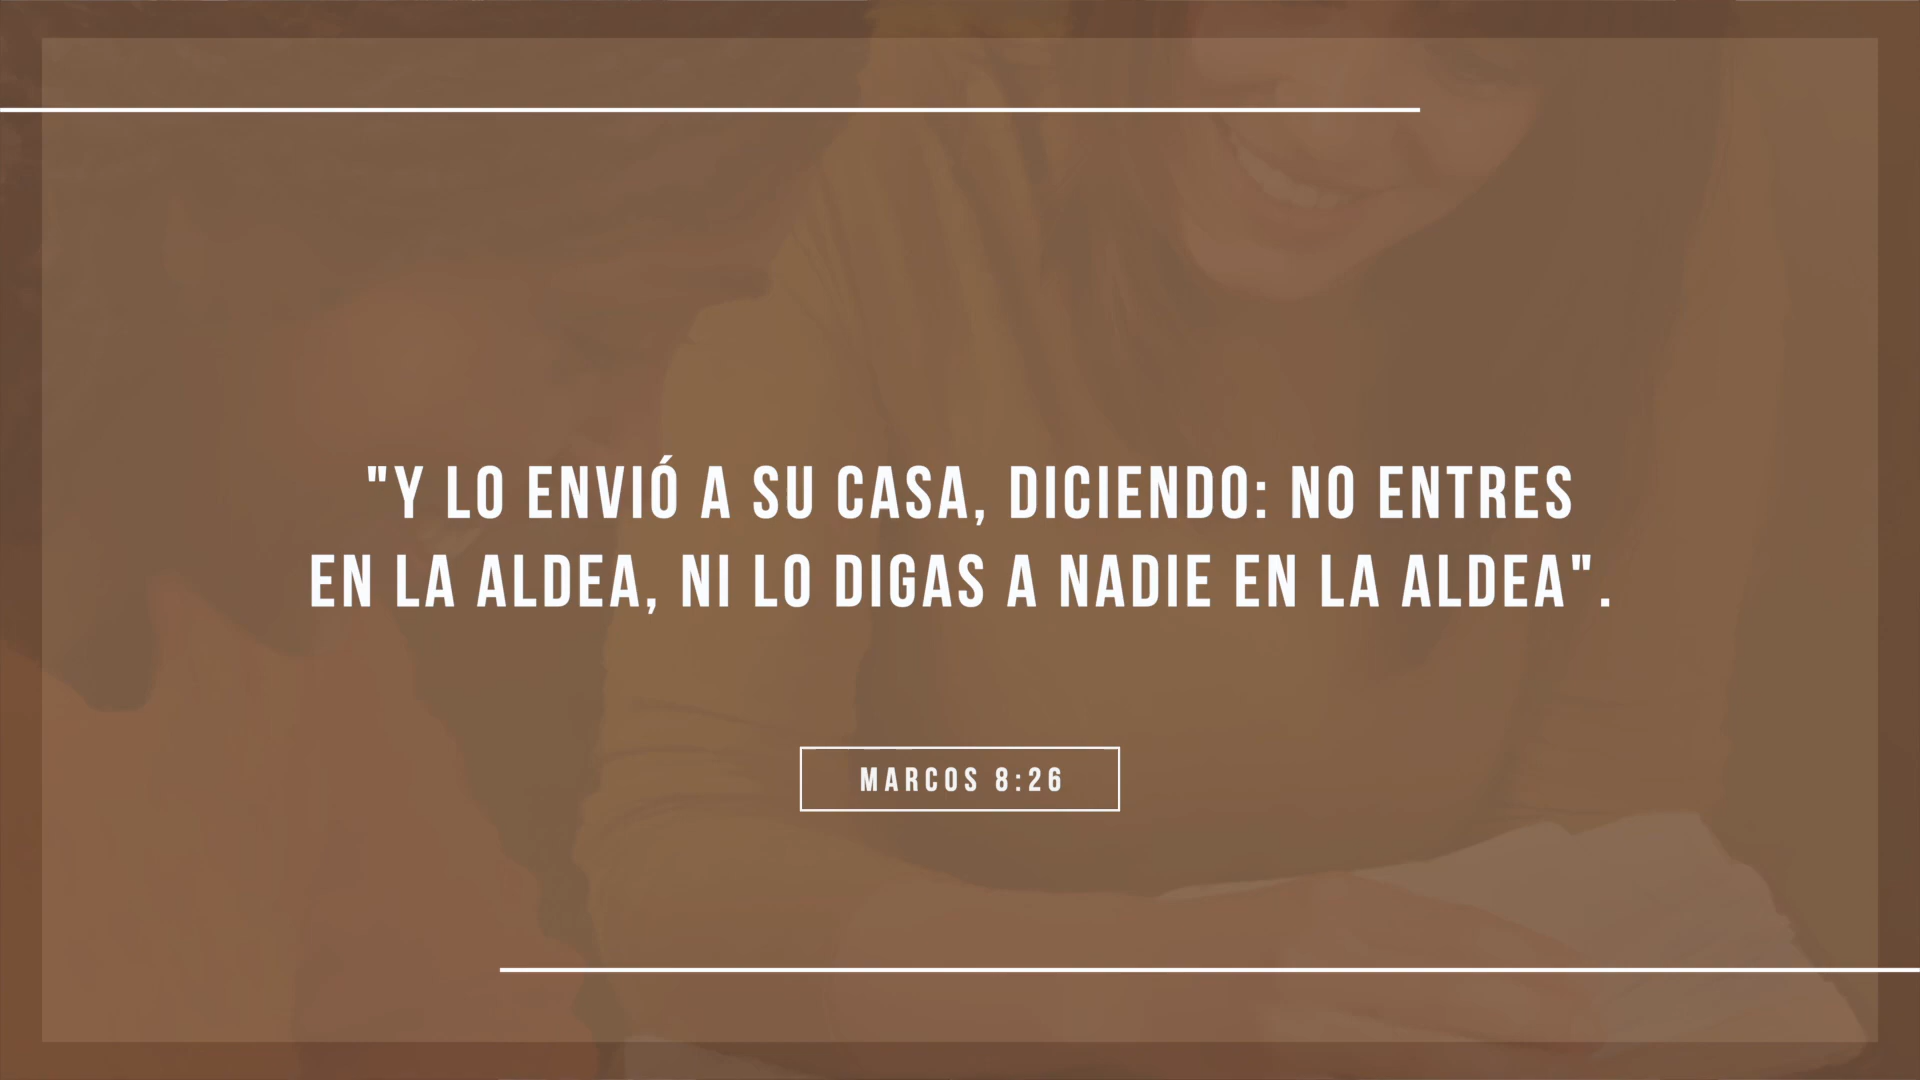 "Y LO ENVIÓ A SU CASA, DICIENDO: NO ENTRES
EN LA ALDEA, NI LO DIGAS A NADIE EN LA ALDEA".
MARCOS 8:26